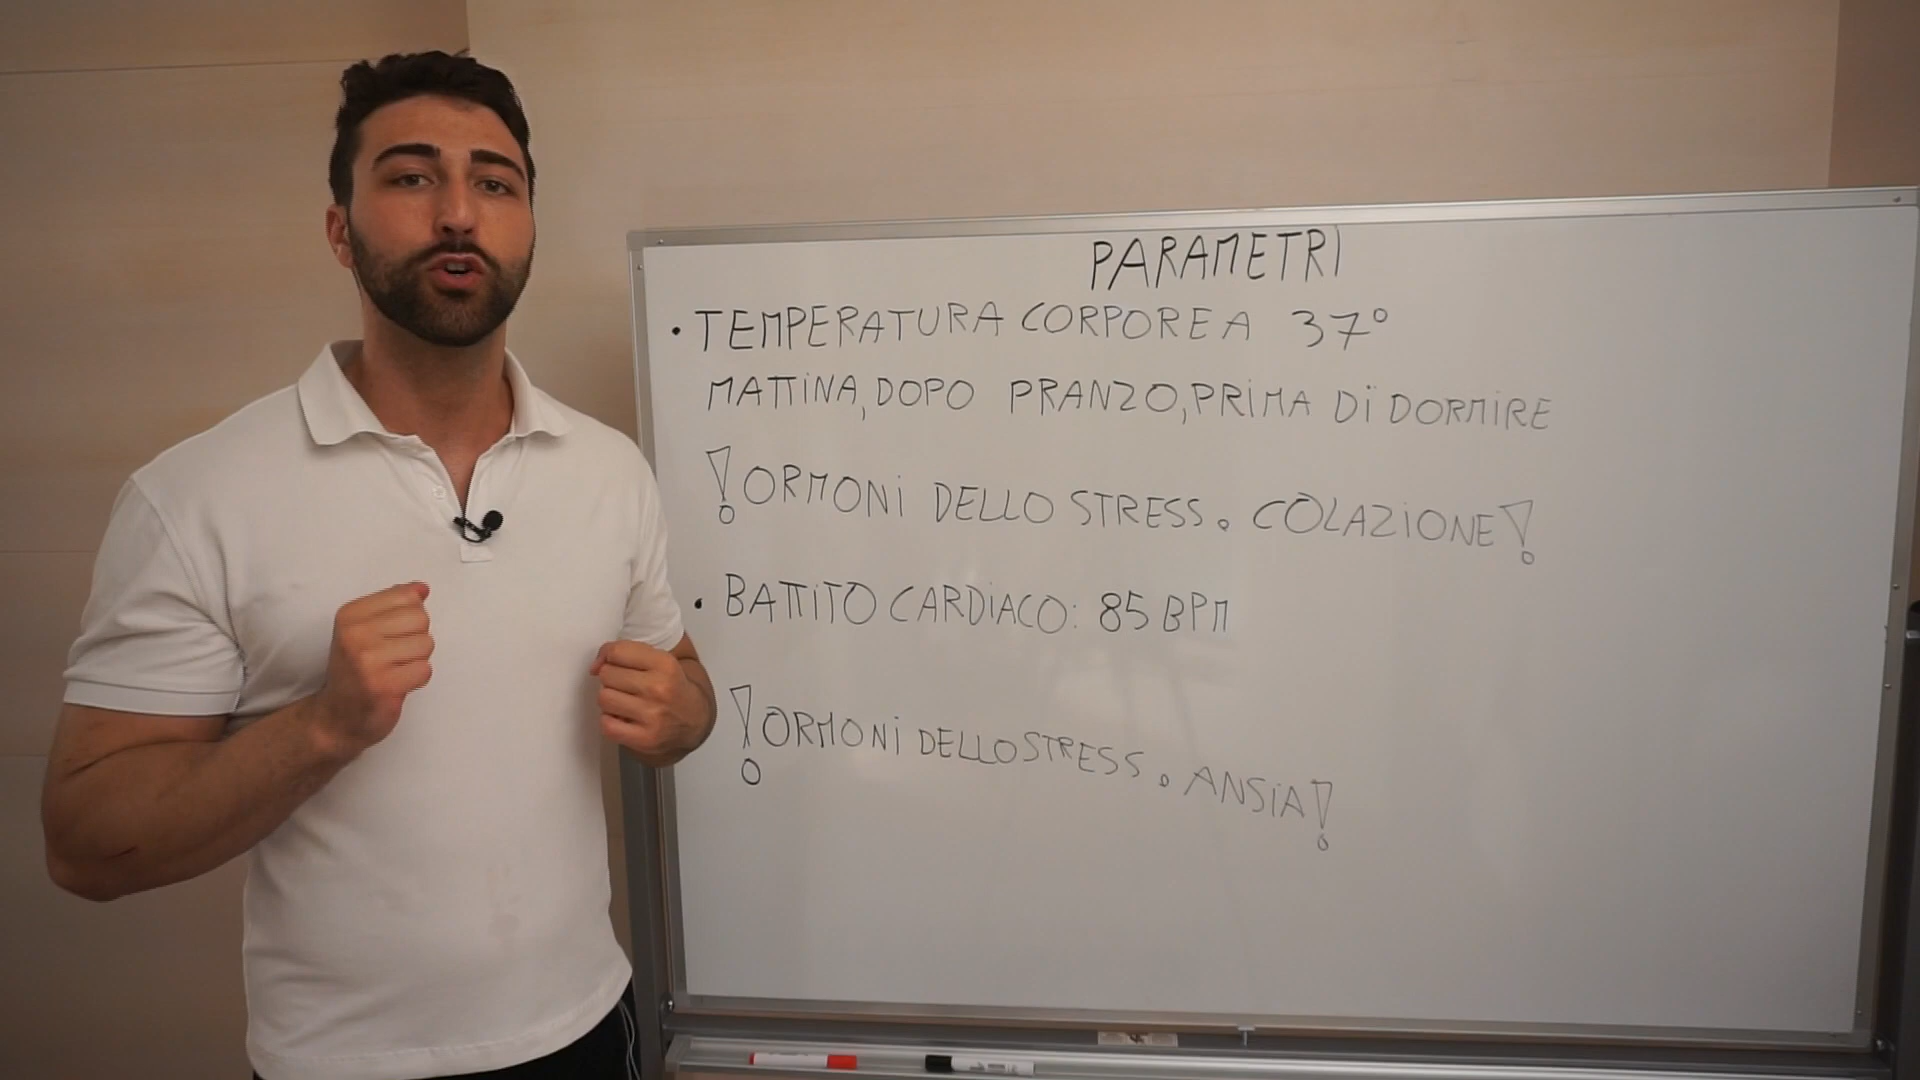 PARAMETRI
• TEMPERATURA CORPOREA 37°
MATTINA, DOPO PRANZO, PRIMA DI DORMIRE
! ORMONI DELLO STRESS. COLAZIONE!
• BATTITO CARDIACO: 85 BPM
! ORMONI DELLO STRESS. ANSIA!